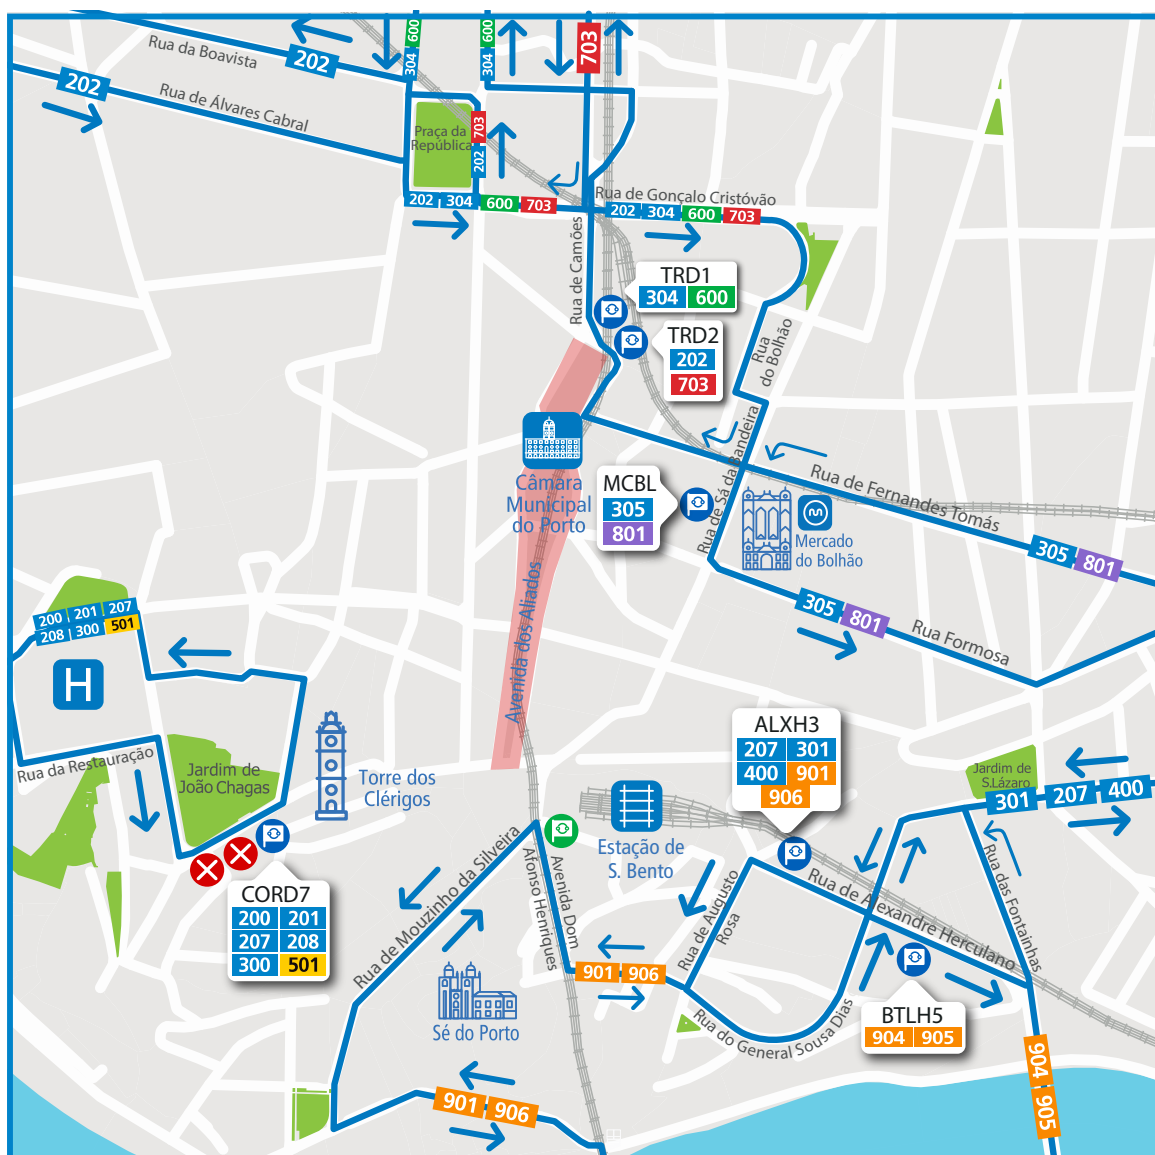 600
304
600
304
703
Rua da Boavista
202
202
Rua de Álvares Cabral
Praça da
República
703
202
202 304 600 703
Rua de Gonçalo Cristóvão
202 304 600 703
Rua de Camões
TRD1
304 600
TRD2
202
703
Rua
do Bolhão
Rua de Sá da Bandeira
Câmara
Municipal
do Porto
MCBL
305
801
Rua de Fernandes Tomás
Mercado
do Bolhão
305 801
305 801
Rua Formosa
Avenida dos Aliados
200 201 207
208 300 501
H
Rua da Restauração
Jardim de
João Chagas
Torre dos
Clérigos
CORD7
200 201
207 208
300 501
ALXH3
207 301
400 901
906
Jardim de
S.Lázaro
301 207 400
Estação de
S. Bento
Rua de Mouzinho da Silveira
Avenida Dom
Afonso Henriques
Rua de Augusto
Rosa
Rua de Alexandre Herculano
Rua das Fontainhas
901 906
Sé do Porto
Rua do General Sousa Dias
BTLH5
904 905
904 905
901 906